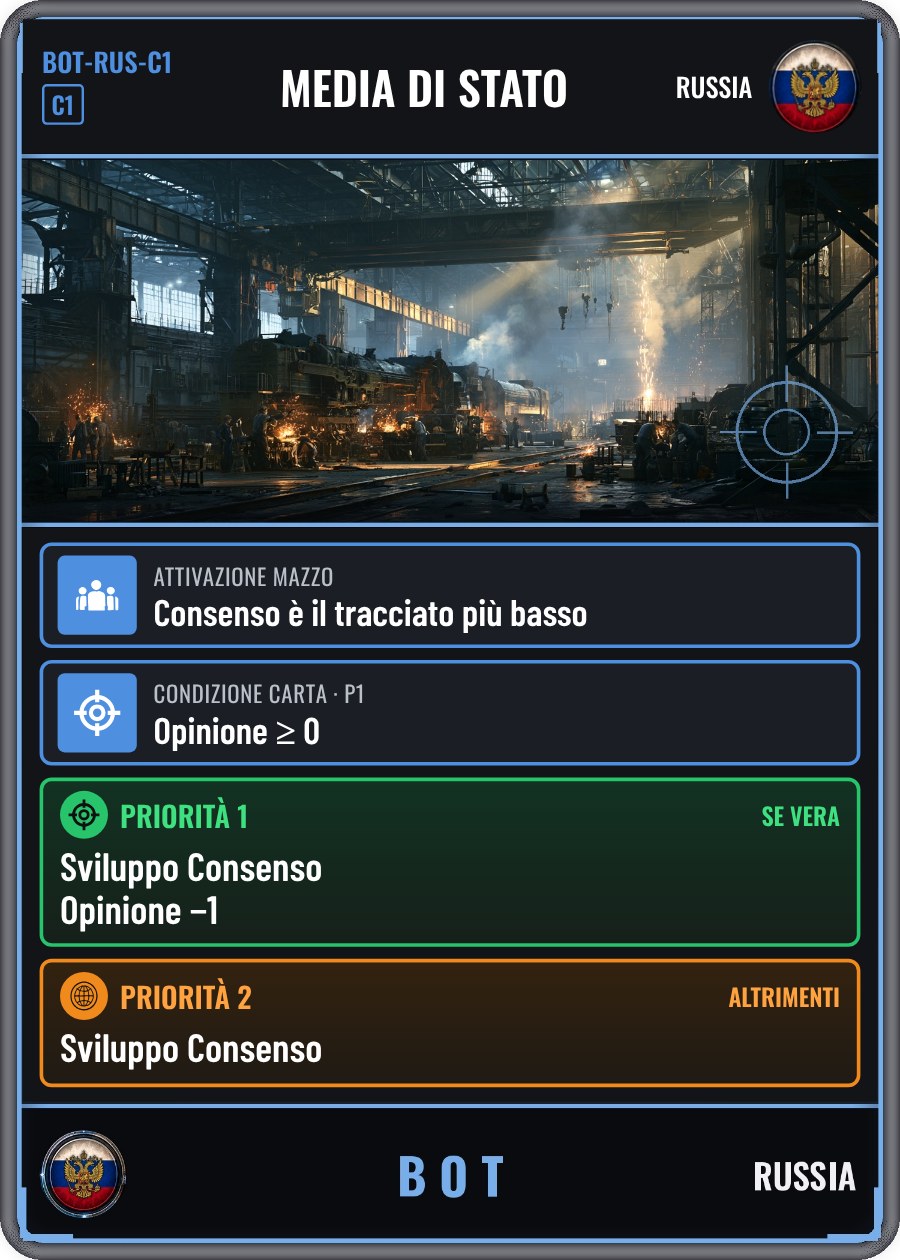 BOT-RUS-C1
C1
MEDIA DI STATO
RUSSIA
ATTIVAZIONE MAZZO
Consenso è il tracciato più basso
CONDIZIONE CARTA · P1
Opinione ≥ 0
PRIORITÀ 1
SE VERA
Sviluppo Consenso
Opinione –1
PRIORITÀ 2
ALTRIMENTI
Sviluppo Consenso
BOT
RUSSIA